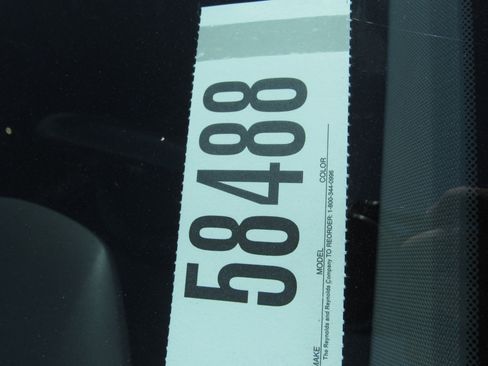 58488
MAKE MODEL COLOR
The Reynolds and Reynolds Company TO REORDER: 1-800-344-0996